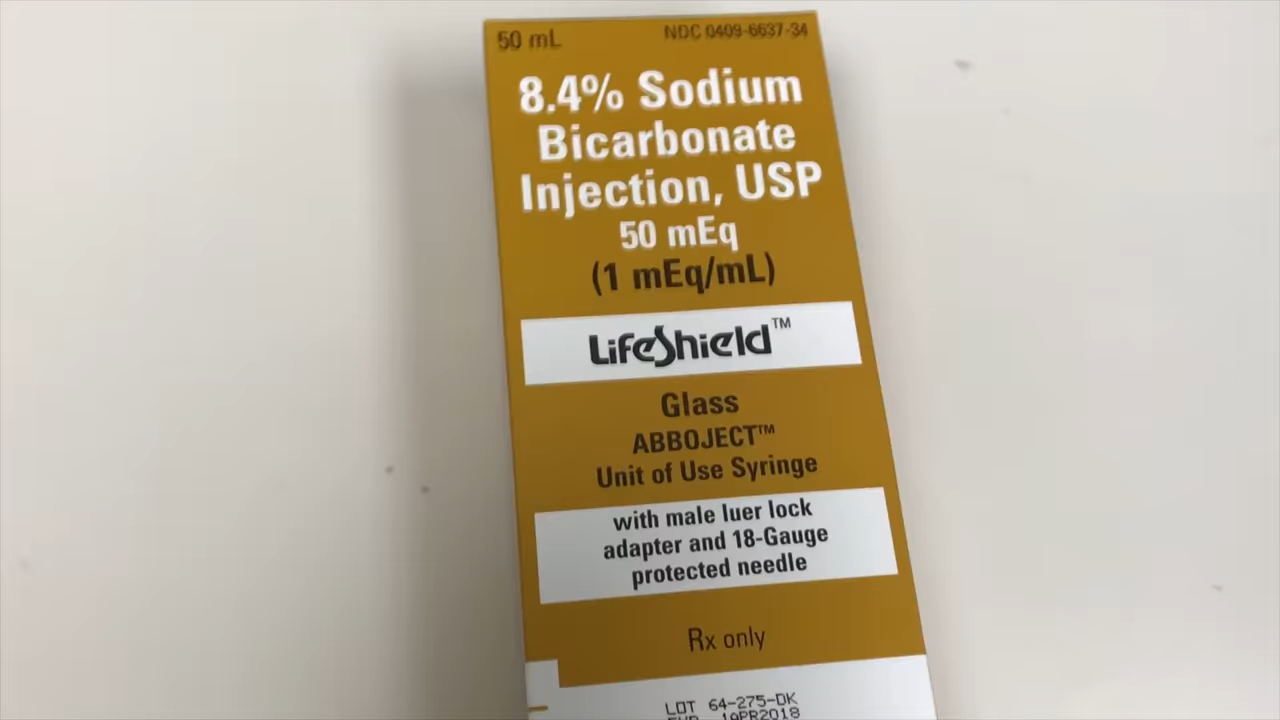 50 mL NDC 0409-6637-34
8.4% Sodium
Bicarbonate
Injection, USP
50 mEq
(1 mEq/mL)
LifeShield™
Glass
ABBOJECT™
Unit of Use Syringe
with male luer lock
adapter and 18-Gauge
protected needle
Rx only
LOT 64-275-DK
EXP 1APR2018